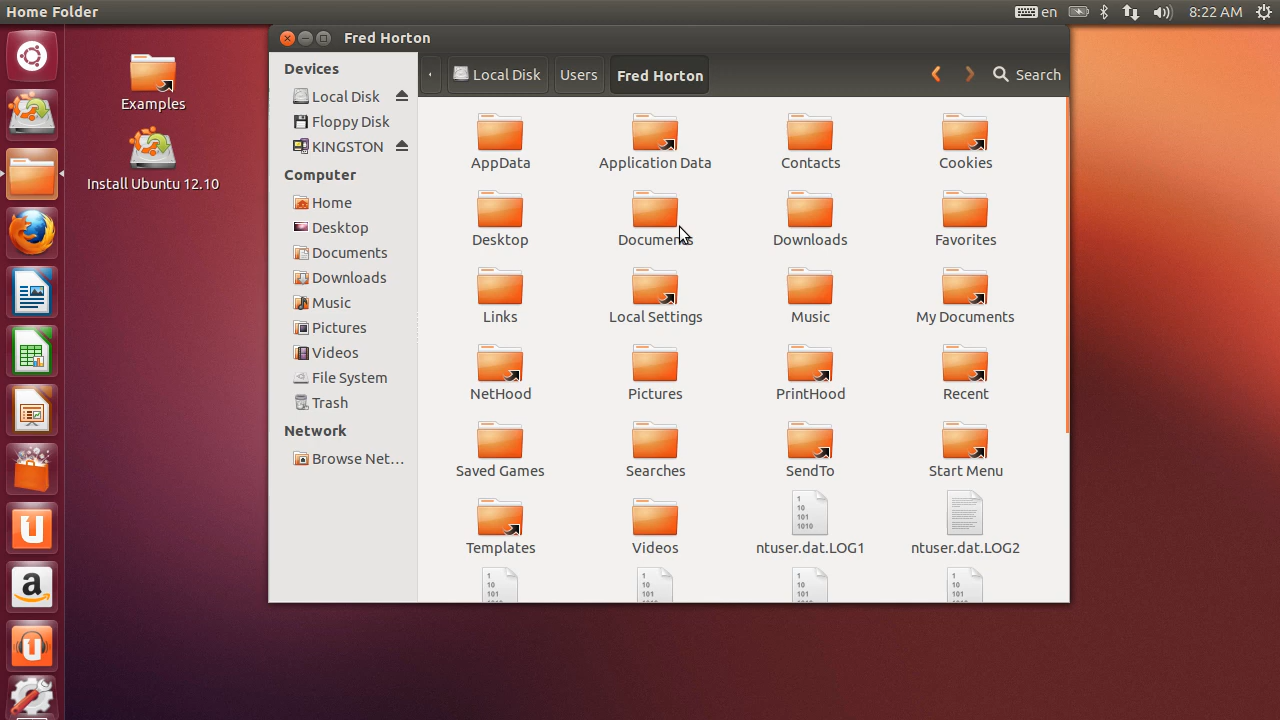 Home Folder
en
8:22 AM
Fred Horton
Examples
Install Ubuntu 12.10
Devices
Local Disk
Floppy Disk
KINGSTON
Computer
Home
Desktop
Documents
Downloads
Music
Pictures
Videos
File System
Trash
Network
Browse Net…
Local Disk
Users
Fred Horton
Search
AppData
Application Data
Contacts
Cookies
Desktop
Documents
Downloads
Favorites
Links
Local Settings
Music
My Documents
NetHood
Pictures
PrintHood
Recent
Saved Games
Searches
SendTo
Start Menu
Templates
Videos
ntuser.dat.LOG1
ntuser.dat.LOG2